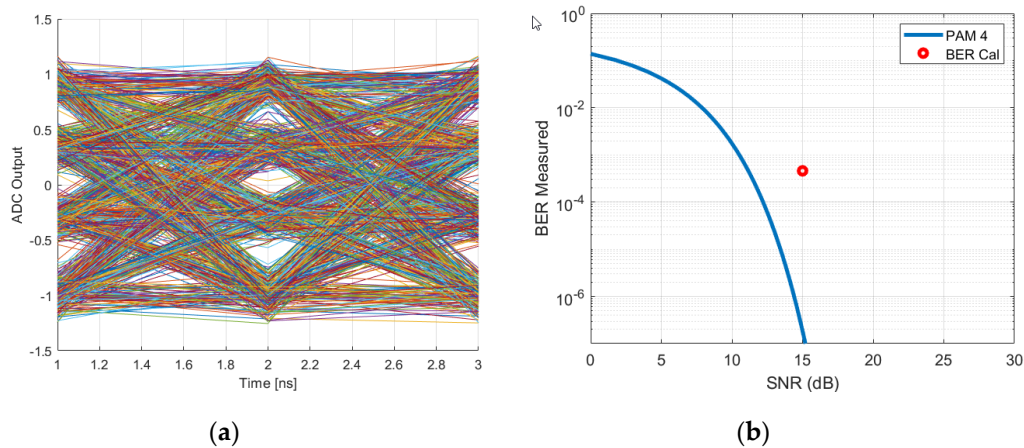 1.5
1
0.5
0
-0.5
-1
-1.5
ADC Output
1 1.2 1.4 1.6 1.8 2 2.2 2.4 2.6 2.8 3
Time [ns]
(a)
10^0
10^-2
10^-4
10^-6
BER Measured
PAM 4
BER Cal
0 5 10 15 20 25 30
SNR (dB)
(b)